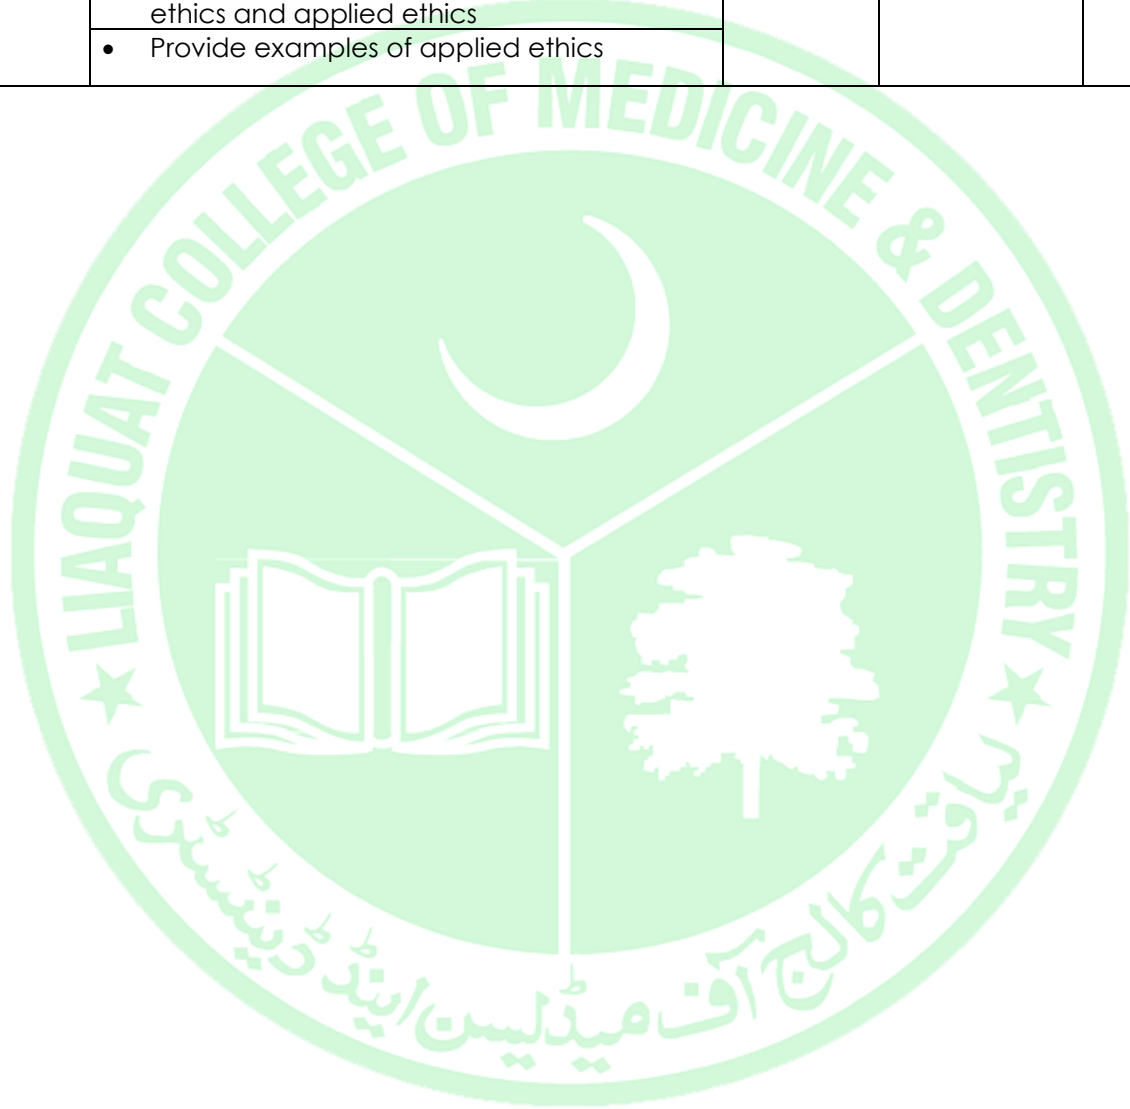 ethics and applied ethics
• Provide examples of applied ethics
LIAQUAT COLLEGE OF MEDICINE & DENTISTRY
لیاقت کالج آف میڈیسن اینڈ ڈینٹسٹری